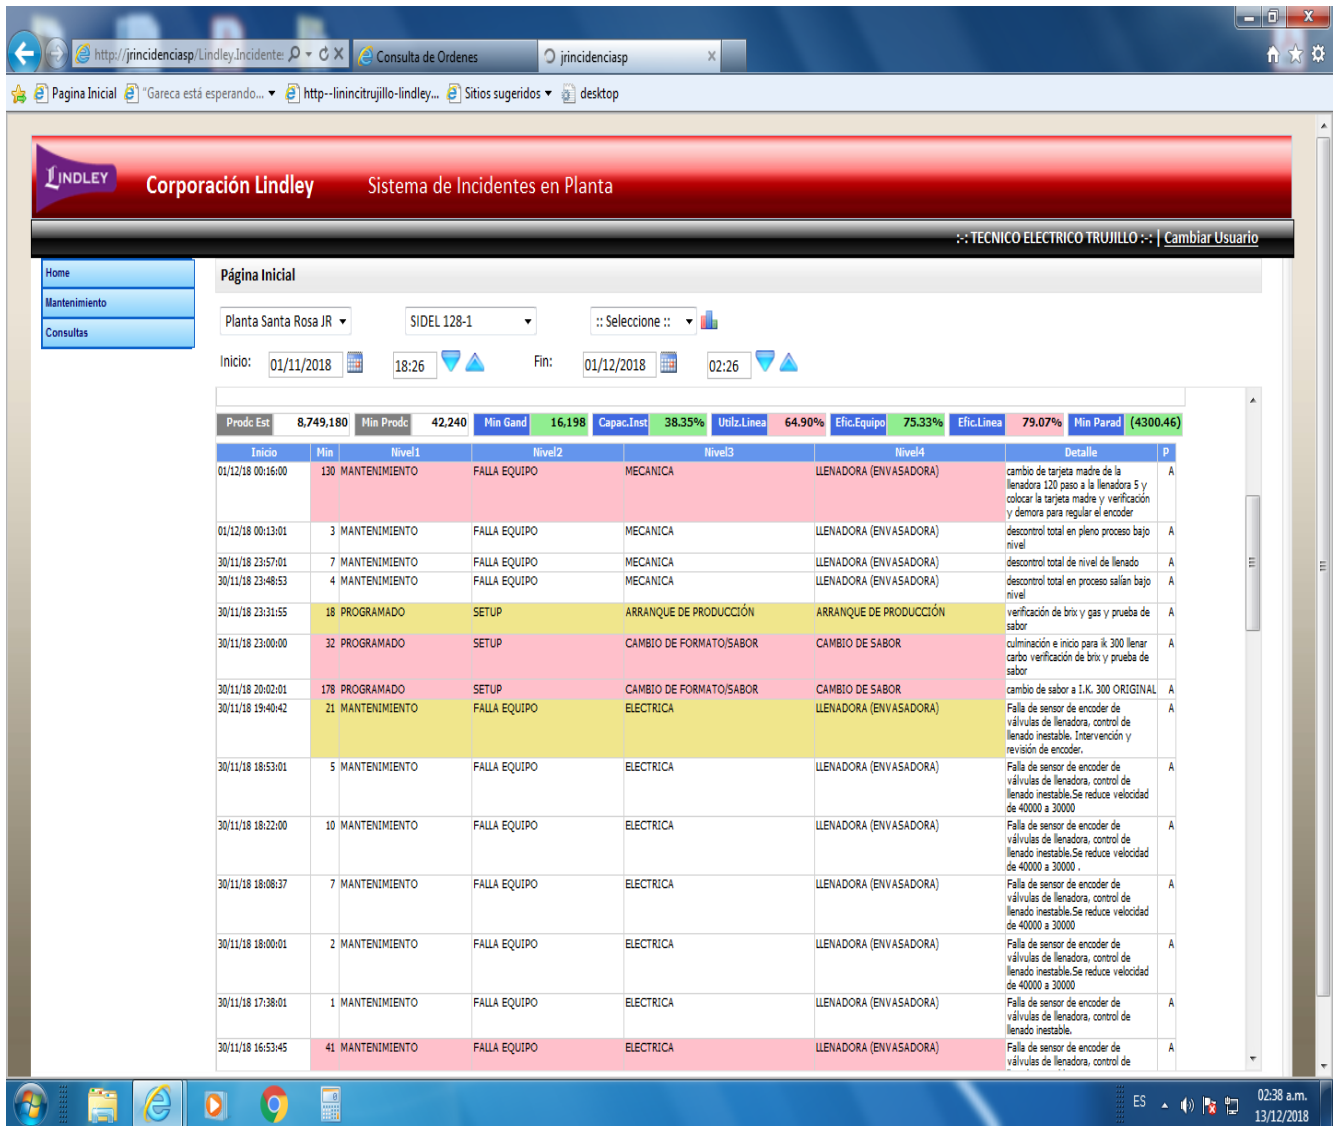 http://jrincidenciasp/Lindley.Incidente:
Consulta de Ordenes
jrincidenciasp
Pagina Inicial
"Gareca está esperando...
http--linincitrujillo-lindley...
Sitios sugeridos
desktop
LINDLEY
Corporación Lindley
Sistema de Incidentes en Planta
:-: TECNICO ELECTRICO TRUJILLO :-: | Cambiar Usuario
Home
Mantenimiento
Consultas
Página Inicial
Planta Santa Rosa JR
SIDEL 128-1
:: Seleccione ::
Inicio: 01/11/2018 18:26 Fin: 01/12/2018 02:26
Prodc Est 8,749,180 Min Prodc 42,240 Min Gand 16,198 Capac.Inst 38.35% Utilz.Linea 64.90% Efic.Equipo 75.33% Efic.Linea 79.07% Min Parad (4300.46)
Inicio Min Nivel1 Nivel2 Nivel3 Nivel4 Detalle P
01/12/18 00:16:00 130 MANTENIMIENTO FALLA EQUIPO MECANICA LLENADORA (ENVASADORA) cambio de tarjeta madre de la A
llenadora 120 paso a la llenadora 5 y
colocar la tarjeta madre y verificación
y demora para regular el encoder
01/12/18 00:13:01 3 MANTENIMIENTO FALLA EQUIPO MECANICA LLENADORA (ENVASADORA) descontrol total en pleno proceso bajo A
nivel
30/11/18 23:57:01 7 MANTENIMIENTO FALLA EQUIPO MECANICA LLENADORA (ENVASADORA) descontrol total de nivel de llenado A
30/11/18 23:48:53 4 MANTENIMIENTO FALLA EQUIPO MECANICA LLENADORA (ENVASADORA) descontrol total en proceso salían bajo A
nivel
30/11/18 23:31:55 18 PROGRAMADO SETUP ARRANQUE DE PRODUCCIÓN ARRANQUE DE PRODUCCIÓN verificación de brix y gas y prueba de A
sabor
30/11/18 23:00:00 32 PROGRAMADO SETUP CAMBIO DE FORMATO/SABOR CAMBIO DE SABOR culminación e inicio para ik 300 llenar A
carbo verificación de brix y prueba de
sabor
30/11/18 20:02:01 178 PROGRAMADO SETUP CAMBIO DE FORMATO/SABOR CAMBIO DE SABOR cambio de sabor a I.K. 300 ORIGINAL A
30/11/18 19:40:42 21 MANTENIMIENTO FALLA EQUIPO ELECTRICA LLENADORA (ENVASADORA) Falla de sensor de encoder de A
válvulas de llenadora, control de
llenado inestable. Intervención y
revisión de encoder.
30/11/18 18:53:01 5 MANTENIMIENTO FALLA EQUIPO ELECTRICA LLENADORA (ENVASADORA) Falla de sensor de encoder de A
válvulas de llenadora, control de
llenado inestable.Se reduce velocidad
de 40000 a 30000
30/11/18 18:22:00 10 MANTENIMIENTO FALLA EQUIPO ELECTRICA LLENADORA (ENVASADORA) Falla de sensor de encoder de A
válvulas de llenadora, control de
llenado inestable.Se reduce velocidad
de 40000 a 30000 .
30/11/18 18:08:37 7 MANTENIMIENTO FALLA EQUIPO ELECTRICA LLENADORA (ENVASADORA) Falla de sensor de encoder de A
válvulas de llenadora, control de
llenado inestable.Se reduce velocidad
de 40000 a 30000
30/11/18 18:00:01 2 MANTENIMIENTO FALLA EQUIPO ELECTRICA LLENADORA (ENVASADORA) Falla de sensor de encoder de A
válvulas de llenadora, control de
llenado inestable.Se reduce velocidad
de 40000 a 30000
30/11/18 17:38:01 1 MANTENIMIENTO FALLA EQUIPO ELECTRICA LLENADORA (ENVASADORA) Falla de sensor de encoder de A
válvulas de llenadora, control de
llenado inestable.
30/11/18 16:53:45 41 MANTENIMIENTO FALLA EQUIPO ELECTRICA LLENADORA (ENVASADORA) Falla de sensor de encoder de A
válvulas de llenadora, control de
ES
02:38 a.m.
13/12/2018